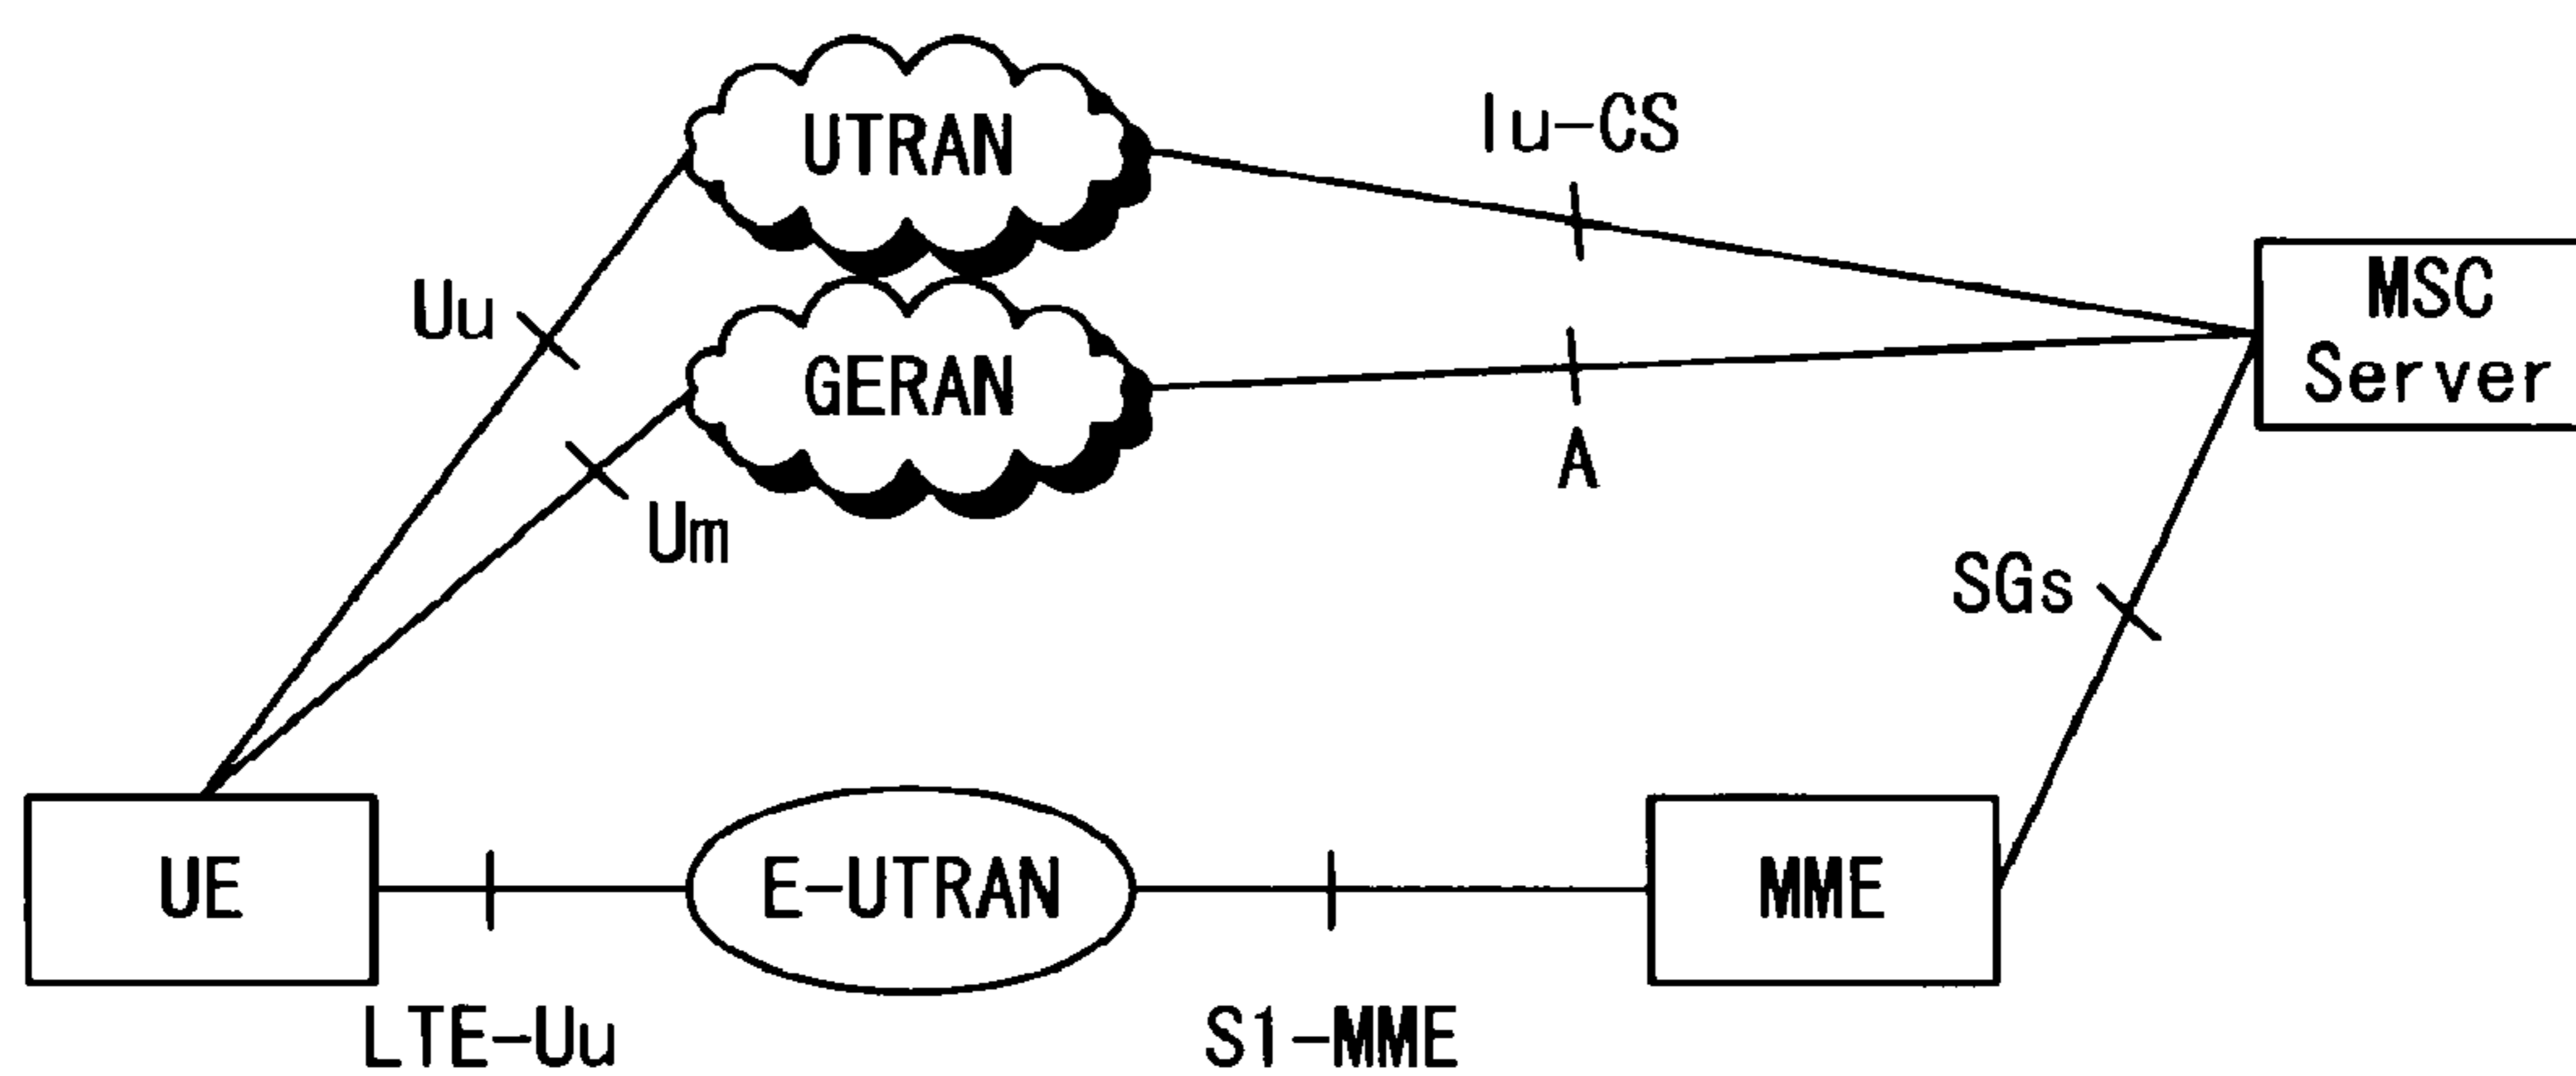 UTRAN
Iu-CS
MSC
Server
Uu
GERAN
A
Um
SGs
UE
E-UTRAN
MME
LTE-Uu
S1-MME